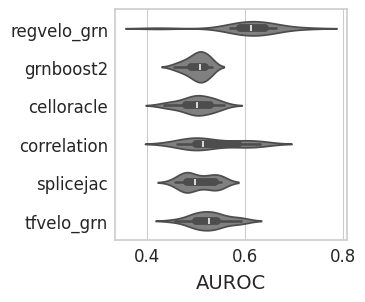 regvelo_grn
grnboost2
celloracle
correlation
splicejac
tfvelo_grn
0.4 0.6 0.8
AUROC